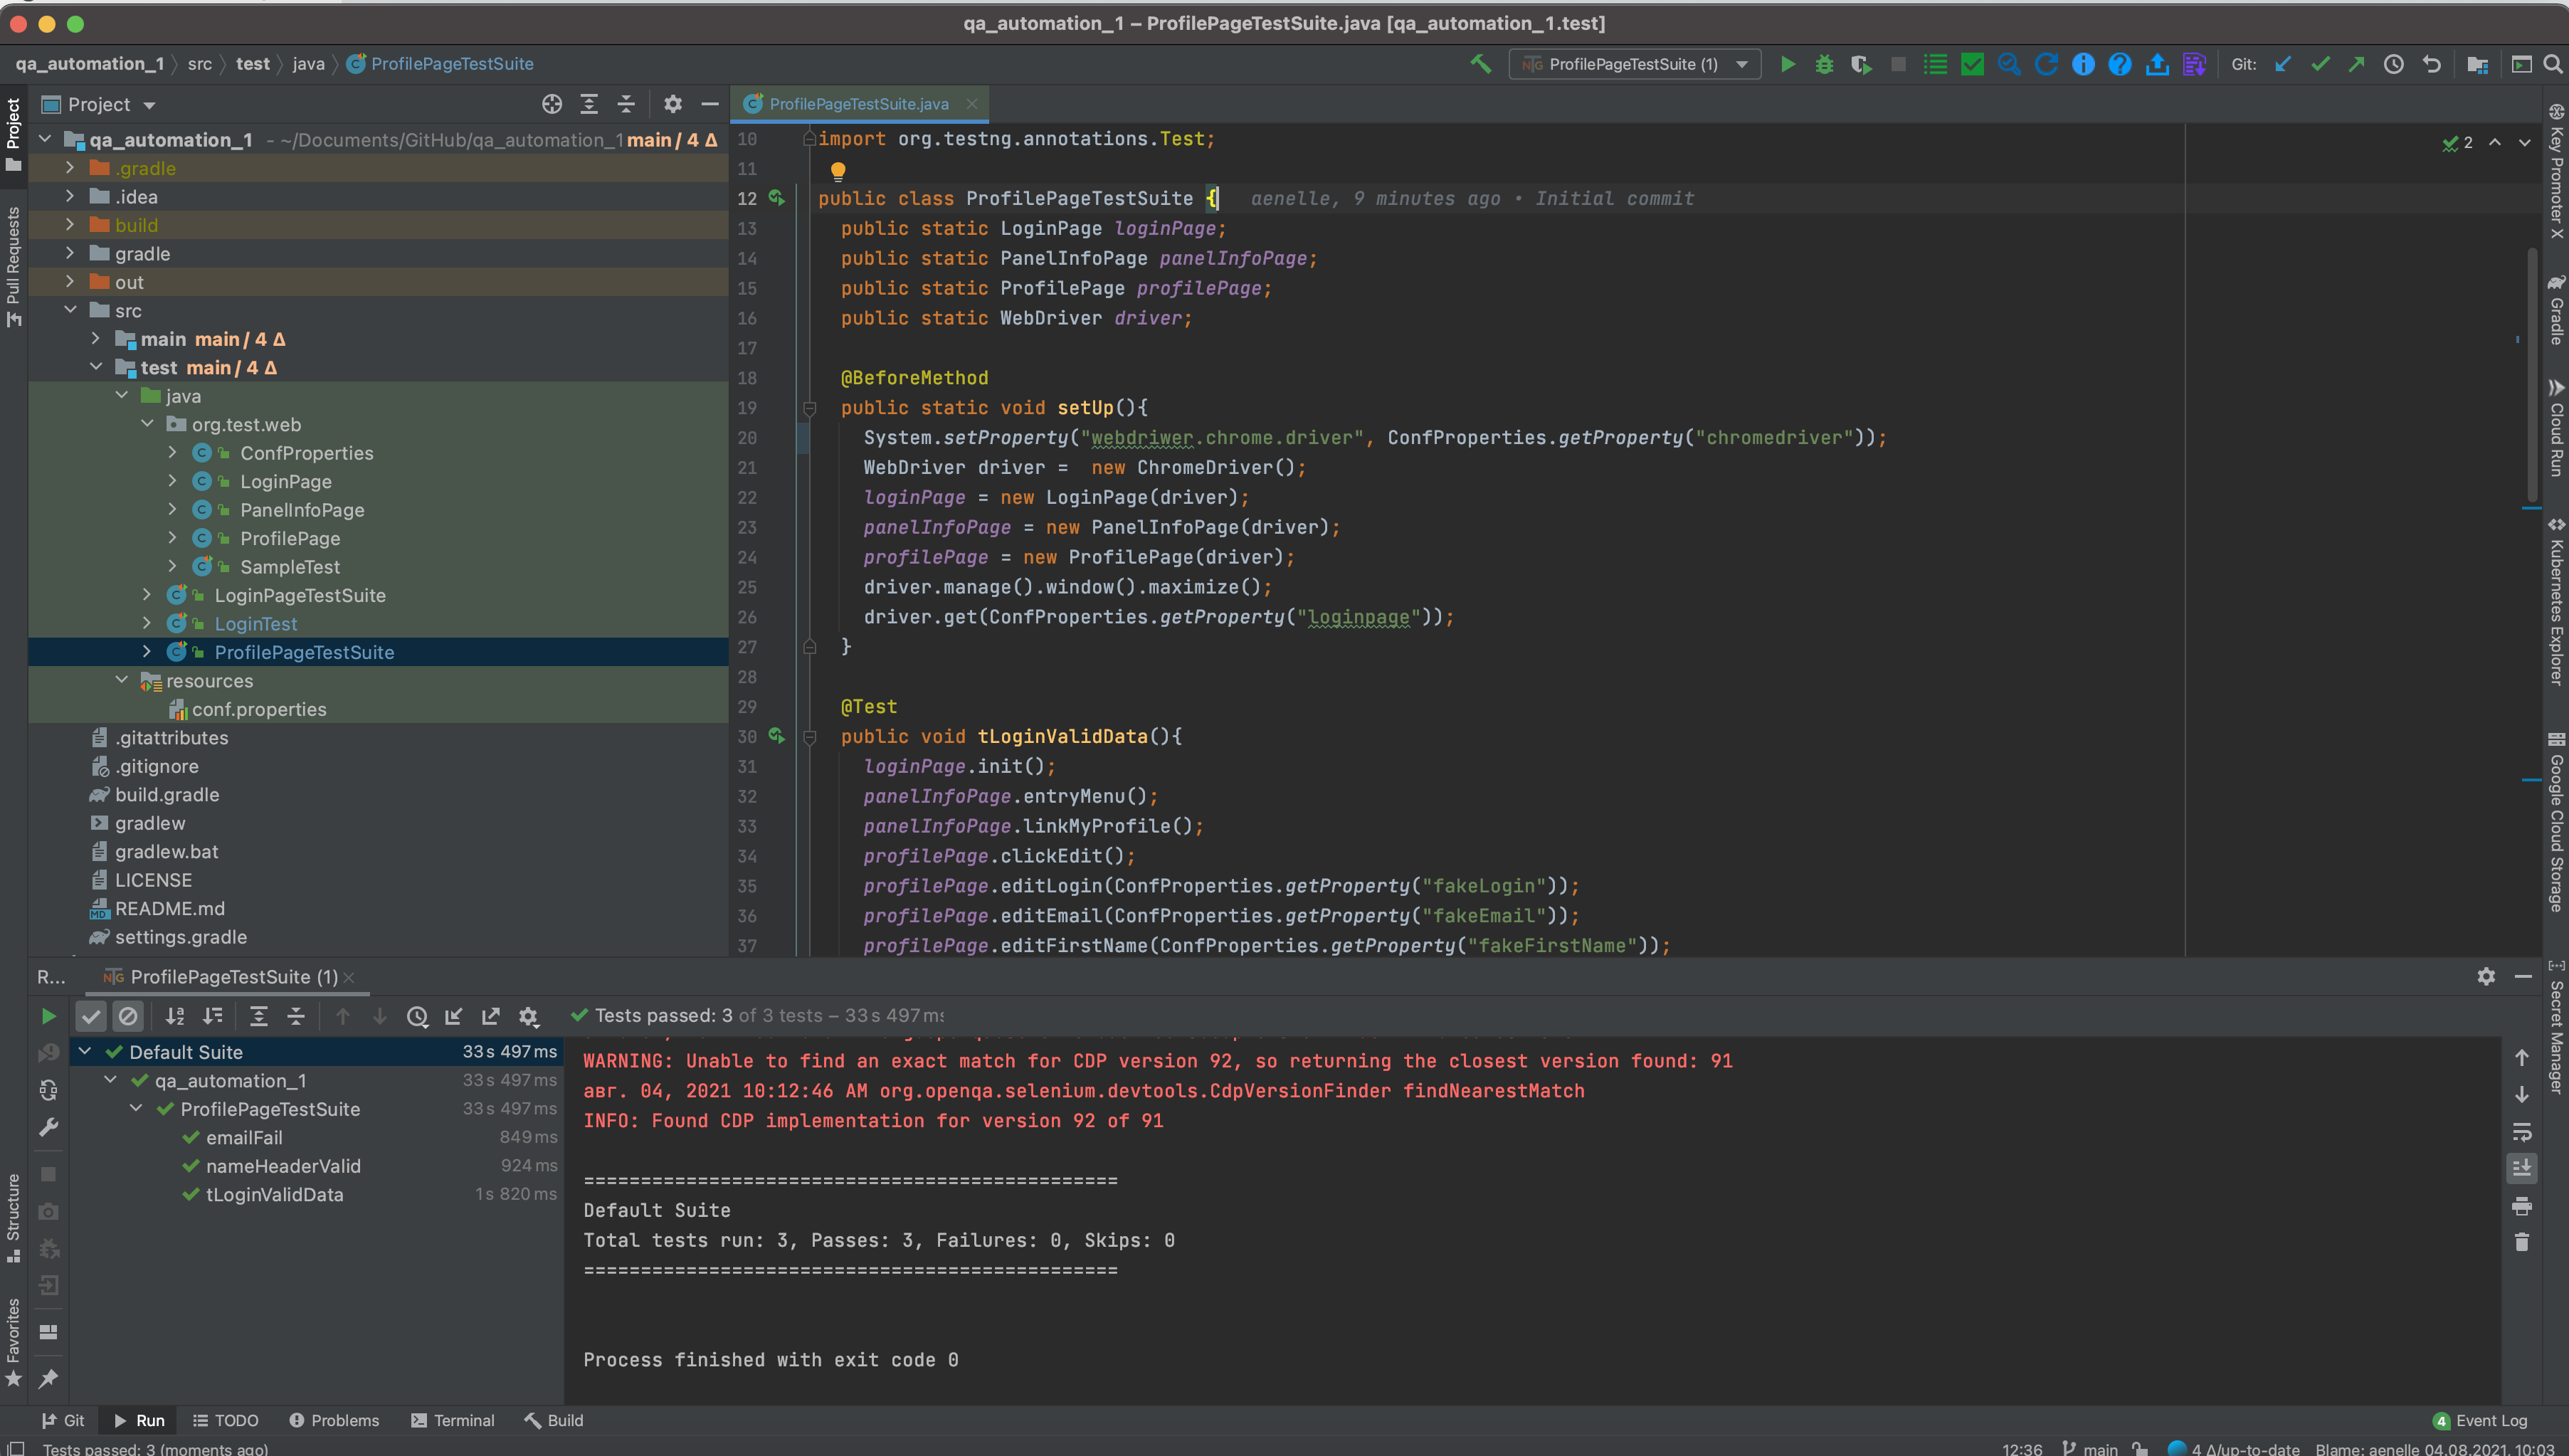 qa_automation_1 – ProfilePageTestSuite.java [qa_automation_1.test]
qa_automation_1 〉 src 〉 test 〉 java 〉 ProfilePageTestSuite
ProfilePageTestSuite (1)
Git:
Project
ProfilePageTestSuite.java
qa_automation_1 - ~/Documents/GitHub/qa_automation_1 main / 4 Δ
.gradle
.idea
build
gradle
out
src
main main / 4 Δ
test main / 4 Δ
java
org.test.web
ConfProperties
LoginPage
PanelInfoPage
ProfilePage
SampleTest
LoginPageTestSuite
LoginTest
ProfilePageTestSuite
resources
conf.properties
.gitattributes
.gitignore
build.gradle
gradlew
gradlew.bat
LICENSE
README.md
settings.gradle
2
10 import org.testng.annotations.Test;
11
12 public class ProfilePageTestSuite { aenelle, 9 minutes ago • Initial commit
13 public static LoginPage loginPage;
14 public static PanelInfoPage panelInfoPage;
15 public static ProfilePage profilePage;
16 public static WebDriver driver;
17
18 @BeforeMethod
19 public static void setUp(){
20 System.setProperty("webdriwer.chrome.driver", ConfProperties.getProperty("chromedriver"));
21 WebDriver driver =  new ChromeDriver();
22 loginPage = new LoginPage(driver);
23 panelInfoPage = new PanelInfoPage(driver);
24 profilePage = new ProfilePage(driver);
25 driver.manage().window().maximize();
26 driver.get(ConfProperties.getProperty("loginpage"));
27 }
28
29 @Test
30 public void tLoginValidData(){
31 loginPage.init();
32 panelInfoPage.entryMenu();
33 panelInfoPage.linkMyProfile();
34 profilePage.clickEdit();
35 profilePage.editLogin(ConfProperties.getProperty("fakeLogin"));
36 profilePage.editEmail(ConfProperties.getProperty("fakeEmail"));
37 profilePage.editFirstName(ConfProperties.getProperty("fakeFirstName"));
Project
Pull Requests
Structure
Favorites
Key Promoter X
Gradle
Cloud Run
Kubernetes Explorer
Google Cloud Storage
Secret Manager
R... ProfilePageTestSuite (1)
Tests passed: 3 of 3 tests – 33 s 497 ms
Default Suite 33 s 497 ms
qa_automation_1 33 s 497 ms
ProfilePageTestSuite 33 s 497 ms
emailFail 849 ms
nameHeaderValid 924 ms
tLoginValidData 1 s 820 ms
WARNING: Unable to find an exact match for CDP version 92, so returning the closest version found: 91
авг. 04, 2021 10:12:46 AM org.openqa.selenium.devtools.CdpVersionFinder findNearestMatch
INFO: Found CDP implementation for version 92 of 91
===============================================
Default Suite
Total tests run: 3, Passes: 3, Failures: 0, Skips: 0
===============================================
Process finished with exit code 0
Git Run TODO Problems Terminal Build 4 Event Log
Tests passed: 3 (moments ago) 12:36 main 4 Δ/up-to-date Blame: aenelle 04.08.2021, 10:03